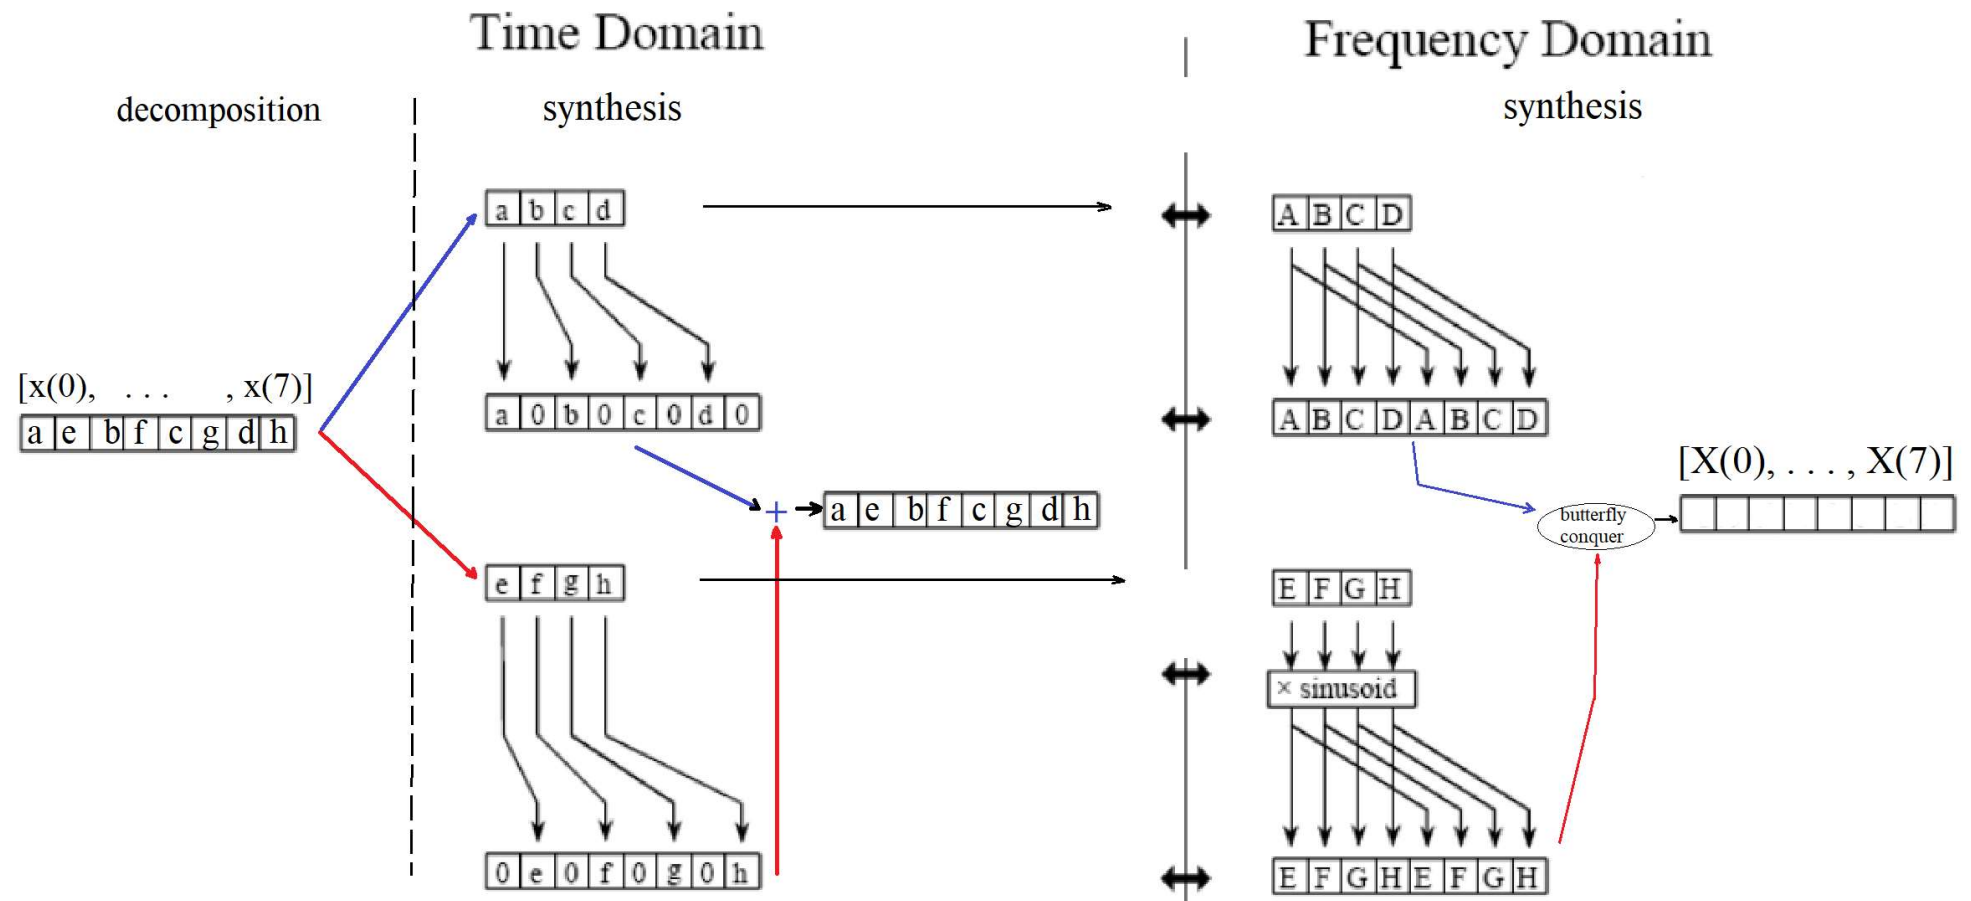 Time Domain
Frequency Domain
decomposition
synthesis
synthesis
a b c d
A B C D
[x(0), . . . , x(7)]
a e b f c g d h
a 0 b 0 c 0 d 0
A B C D A B C D
[X(0), . . . , X(7)]
+
a e b f c g d h
butterfly
conquer
e f g h
E F G H
× sinusoid
0 e 0 f 0 g 0 h
E F G H E F G H